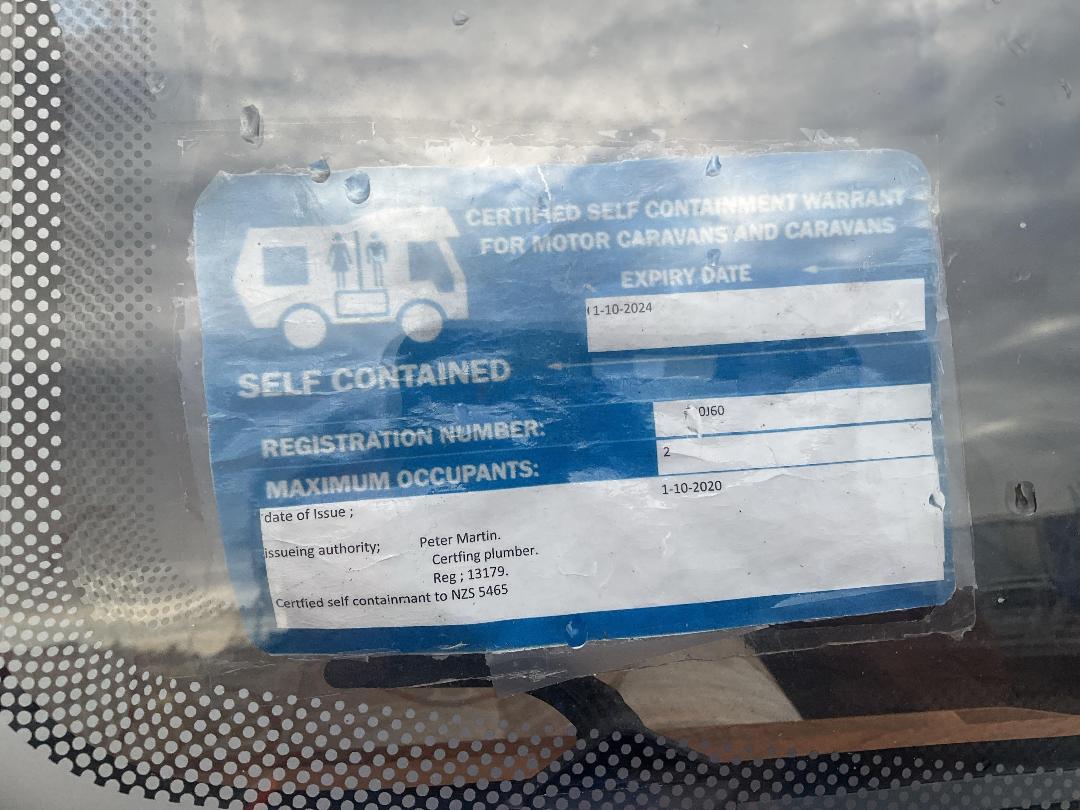 CERTIFIED SELF CONTAINMENT WARRANT
FOR MOTOR CARAVANS AND CARAVANS
EXPIRY DATE
1-10-2024
SELF CONTAINED
REGISTRATION NUMBER:
MAXIMUM OCCUPANTS: 2
date of Issue ; 1-10-2020
issueing authority; Peter Martin.
Certfing plumber.
Reg ; 13179.
Certfied self containmant to NZS 5465